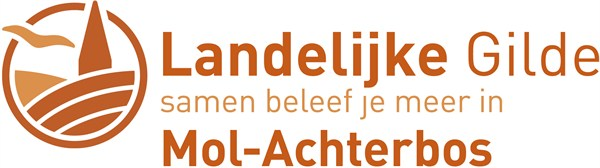 Landelijke Gilde
samen beleef je meer in
Mol-Achterbos